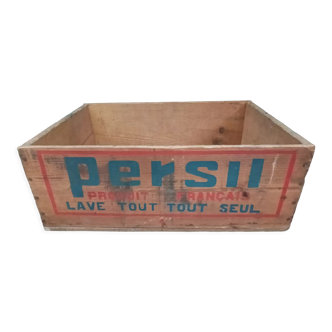 Persil
PRODUIT FRANÇAIS
LAVE TOUT TOUT SEUL